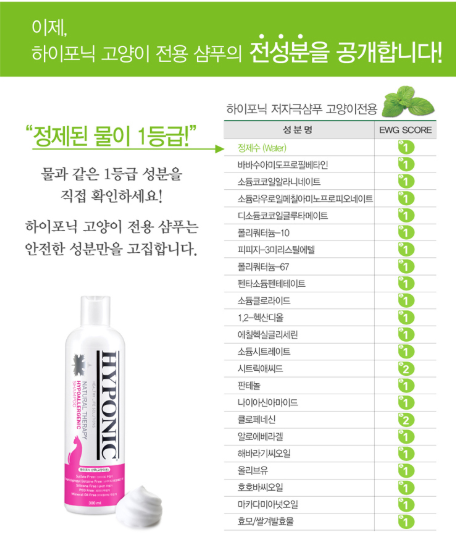 이제,
하이포닉 고양이 전용 샴푸의 전성분을 공개합니다!
하이포닉 저자극샴푸 고양이전용
성 분 명 EWG SCORE
“정제된 물이 1등급!”
물과 같은 1등급 성분을
직접 확인하세요!
하이포닉 고양이 전용 샴푸는
안전한 성분만을 고집합니다.
정제수 (Water) 1
바바수아미도프로필베타인 1
소듐코코일알라니네이트 1
소듐라우로일메칠아미노프로피오네이트 1
디소듐코코일글루타메이트 1
폴리쿼터늄-10 1
피피지-3미리스틸에텔 1
폴리쿼터늄-67 1
펜타소듐펜테테이트 1
소듐클로라이드 1
1,2-헥산디올 1
에칠헥실글리세린 1
소듐시트레이트 1
시트릭애씨드 2
판테놀 1
나이아신아마이드 1
클로페네신 2
알로에베라겔 1
해바라기씨오일 1
올리브유 1
호호바씨오일 1
마카다미아넛오일 1
효모/쌀겨발효물 1
HYPONIC
NATURAL THERAPY
HYPOALLERGENIC